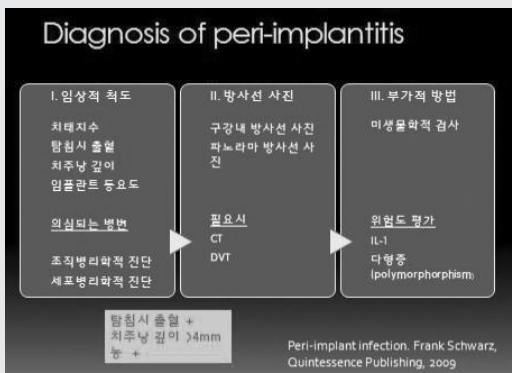 Diagnosis of peri-implantitis
I. 임상적 척도
치태지수
탐침시 출혈
치주낭 깊이
임플란트 동요도
의심되는 병변
조직병리학적 진단
세포병리학적 진단
II. 방사선 사진
구강내 방사선 사진
파노라마 방사선 사
진
필요시
CT
DVT
III. 부가적 방법
미생물학적 검사
위험도 평가
IL-1
다형증
(polymorphorphism)
탐침시 출혈 +
치주낭 깊이 >4mm
농 +
Peri-implant infection. Frank Schwarz,
Quintessence Publishing, 2009